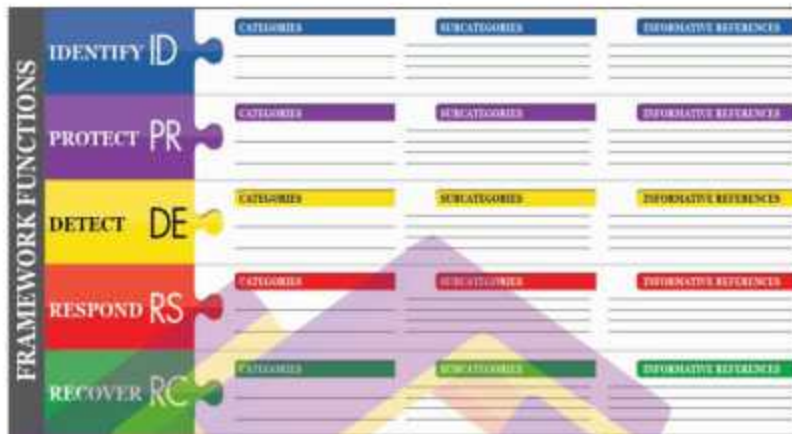 FRAMEWORK FUNCTIONS
IDENTIFY ID
CATEGORIES SUBCATEGORIES INFORMATIVE REFERENCES
PROTECT PR
CATEGORIES SUBCATEGORIES INFORMATIVE REFERENCES
DETECT DE
CATEGORIES SUBCATEGORIES INFORMATIVE REFERENCES
RESPOND RS
CATEGORIES SUBCATEGORIES INFORMATIVE REFERENCES
RECOVER RC
CATEGORIES SUBCATEGORIES INFORMATIVE REFERENCES